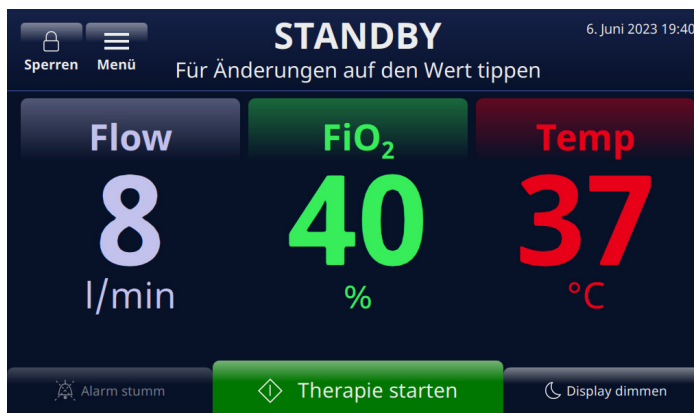 STANDBY
6. Juni 2023 19:40
Sperren Menü
Für Änderungen auf den Wert tippen
Flow FiO₂ Temp
8 40 37
l/min % °C
Alarm stumm Therapie starten Display dimmen